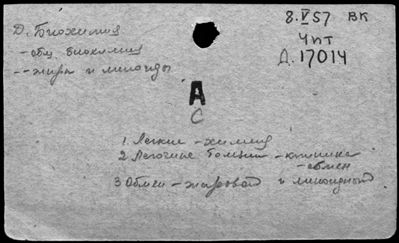 Д. Биохимия
- общ. биохимия
-- жиры и липоиды
8.V 57 ВК
Чит
Д. 17014
А
С
1 Легкие - химия
2 Легочные - клиника
- обмен
3 Обмен - жировой и липоидный